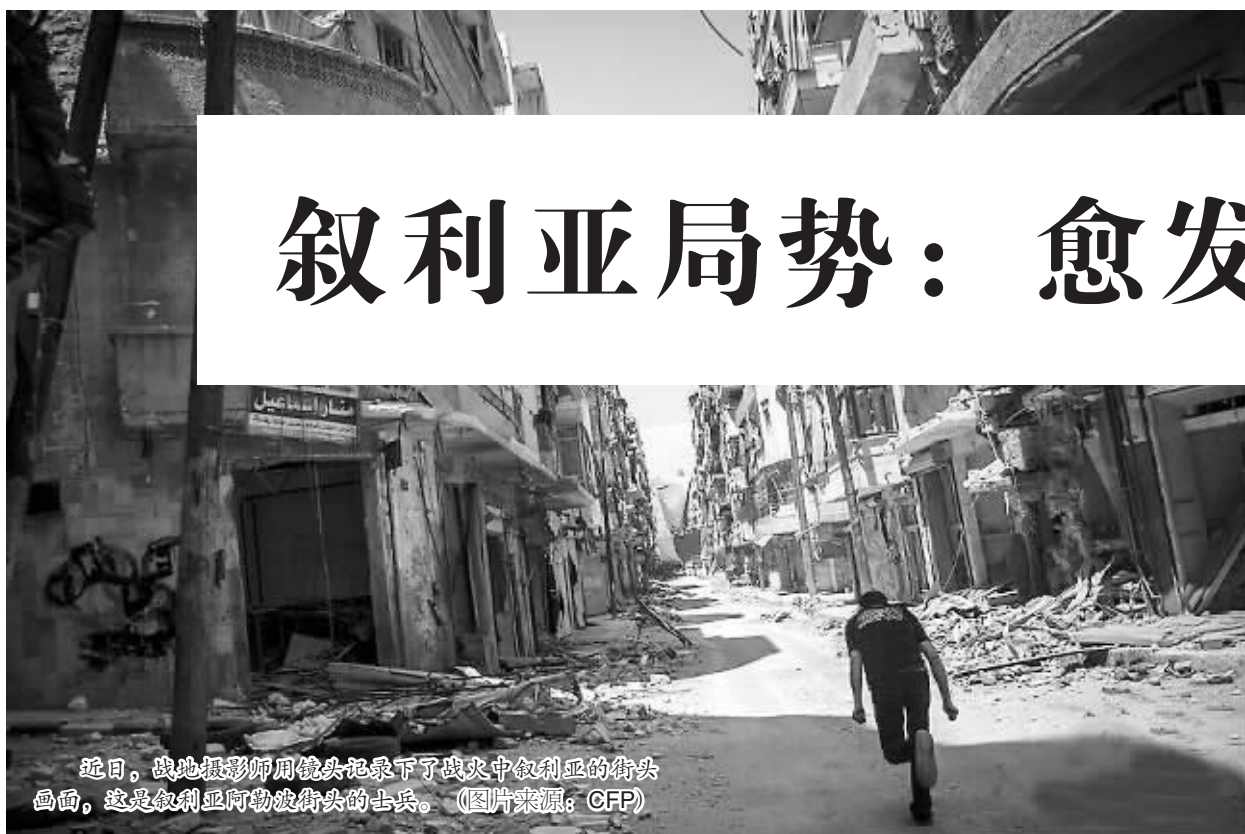 叙利亚局势：愈发
منار اسماعيل
近日，战地摄影师用镜头记录下了战火中叙利亚的街头
画面，这是叙利亚阿勒波街头的士兵。（图片来源：CFP）